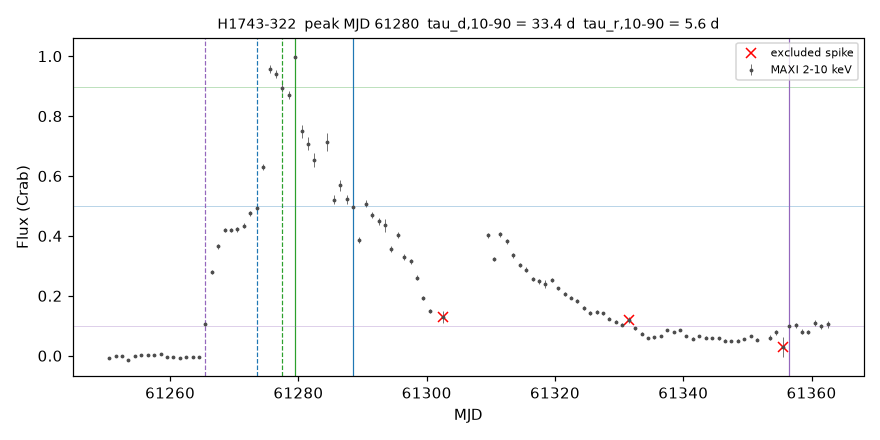 H1743-322 peak MJD 61280 tau_d,10-90 = 33.4 d tau_r,10-90 = 5.6 d
excluded spike
MAXI 2-10 keV
Flux (Crab)
1.0
0.8
0.6
0.4
0.2
0.0
61260 61280 61300 61320 61340 61360
MJD